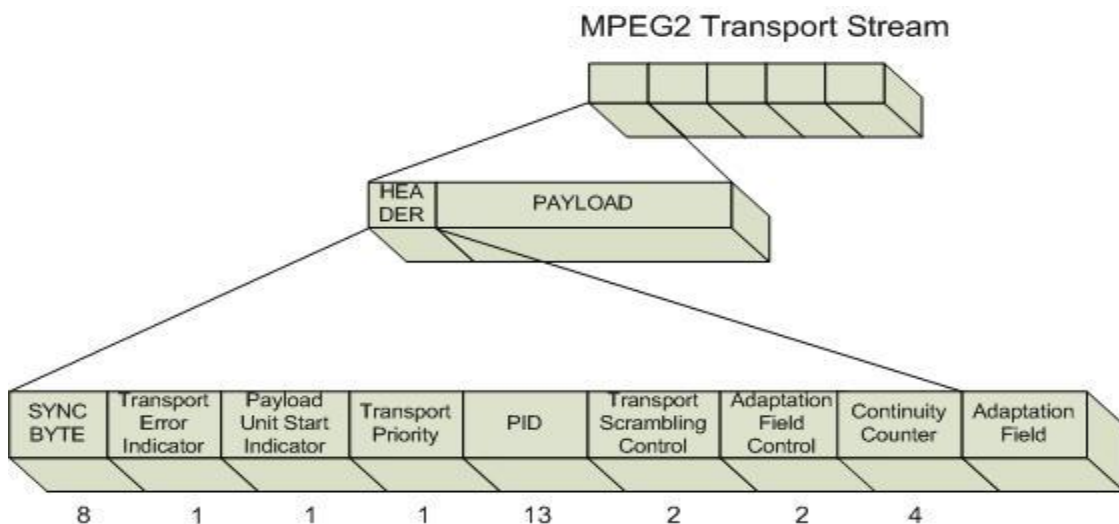 MPEG2 Transport Stream
HEA
DER
PAYLOAD
SYNC
BYTE
Transport
Error
Indicator
Payload
Unit Start
Indicator
Transport
Priority
PID
Transport
Scrambling
Control
Adaptation
Field
Control
Continuity
Counter
Adaptation
Field
8 1 1 1 13 2 2 4